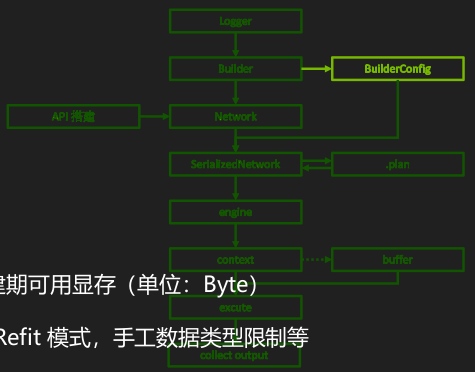 Logger
Builder
BuilderConfig
API 搭建
Network
SerializedNetwork
.plan
engine
context
buffer
建期可用显存（单位：Byte）
excute
Refit 模式，手工数据类型限制等
collect output